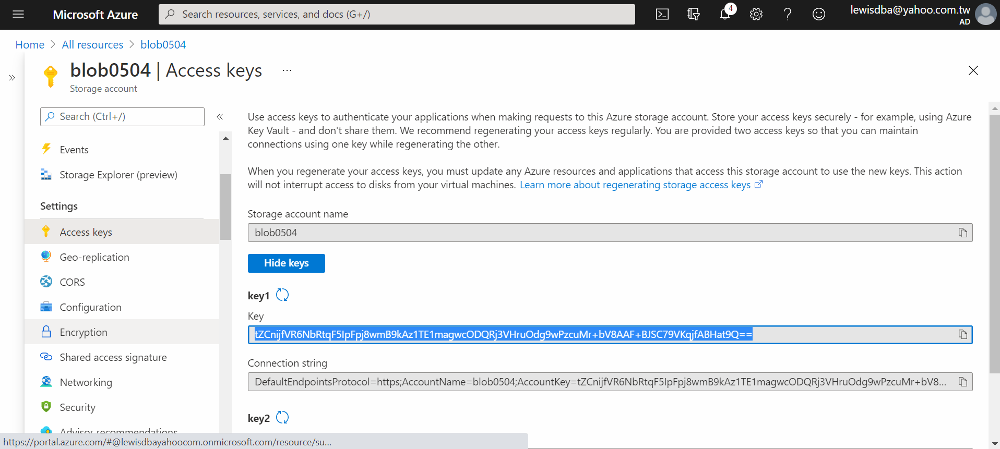 Microsoft Azure
Search resources, services, and docs (G+/)
4
lewisdba@yahoo.com.tw
AD
Home > All resources > blob0504
blob0504 | Access keys ...
Storage account
Search (Ctrl+/)
Events
Storage Explorer (preview)
Settings
Access keys
Geo-replication
CORS
Configuration
Encryption
Shared access signature
Networking
Security
Advisor recommendations
https://portal.azure.com/#@lewisdbayahoocom.onmicrosoft.com/resource/su...
Use access keys to authenticate your applications when making requests to this Azure storage account. Store your access keys securely - for example, using Azure
Key Vault - and don't share them. We recommend regenerating your access keys regularly. You are provided two access keys so that you can maintain
connections using one key while regenerating the other.
When you regenerate your access keys, you must update any Azure resources and applications that access this storage account to use the new keys. This action
will not interrupt access to disks from your virtual machines. Learn more about regenerating storage access keys
Storage account name
blob0504
Hide keys
key1
Key
tZCnijfVR6NbRtqF5IpFpj8wmB9kAz1TE1magwcODQRj3VHruOdg9wPzcuMr+bV8AAF+BJSC79VKqjfABHat9Q==
Connection string
DefaultEndpointsProtocol=https;AccountName=blob0504;AccountKey=tZCnijfVR6NbRtqF5IpFpj8wmB9kAz1TE1magwcODQRj3VHruOdg9wPzcuMr+bV8...
key2